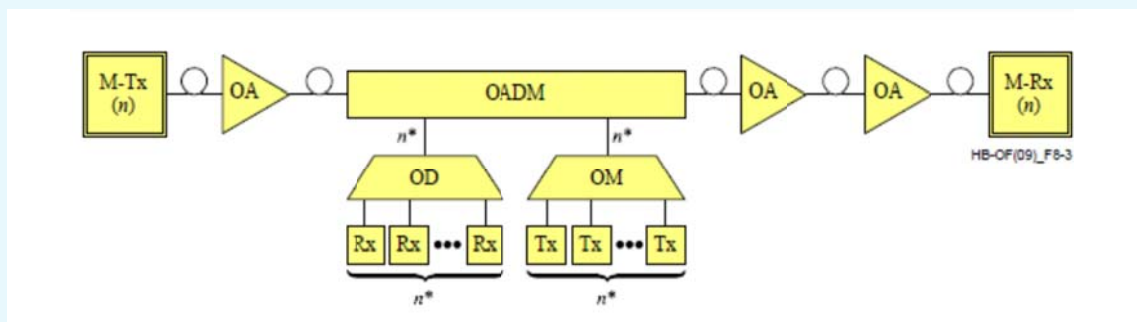 M-Tx
(n)
OA
OADM
OA
OA
M-Rx
(n)
HB-OF(09)_F8-3
n*
n*
OD
OM
Rx Rx ••• Rx
Tx Tx ••• Tx
n*
n*